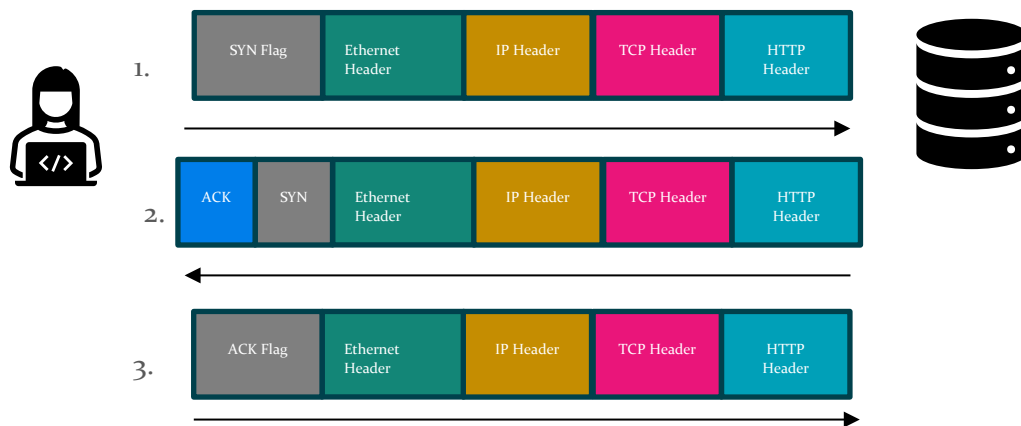 1.
SYN Flag
Ethernet
Header
IP Header
TCP Header
HTTP
Header
</>
2.
ACK
SYN
Ethernet
Header
IP Header
TCP Header
HTTP
Header
3.
ACK Flag
Ethernet
Header
IP Header
TCP Header
HTTP
Header